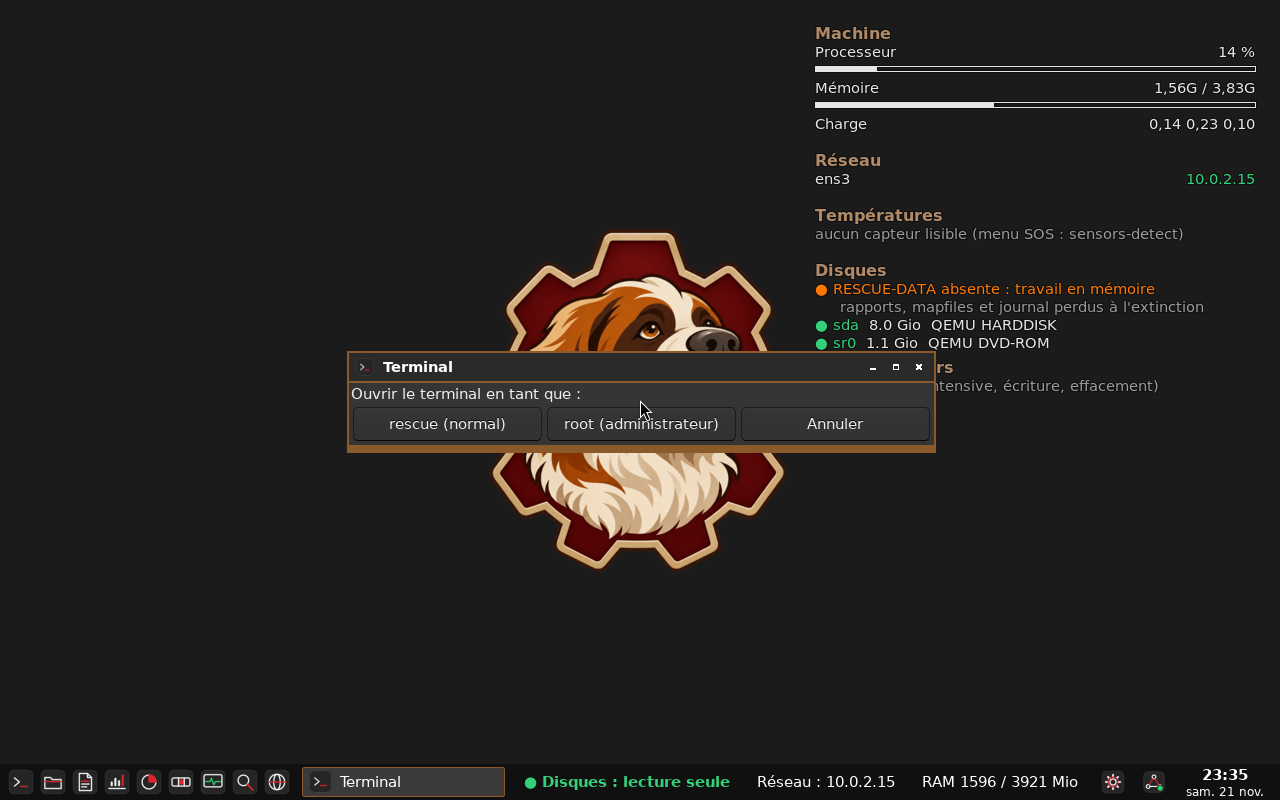 Machine
Processeur 14 %
Mémoire 1,56G / 3,83G
Charge 0,14 0,23 0,10
Réseau
ens3 10.0.2.15
Températures
aucun capteur lisible (menu SOS : sensors-detect)
Disques
RESCUE-DATA absente : travail en mémoire
rapports, mapfiles et journal perdus à l'extinction
sda 8.0 Gio QEMU HARDDISK
sr0 1.1 Gio QEMU DVD-ROM
écriture, effacement)
Terminal
Ouvrir le terminal en tant que :
rescue (normal) root (administrateur) Annuler
Terminal
Disques : lecture seule
Réseau : 10.0.2.15
RAM 1596 / 3921 Mio
23:35
sam. 21 nov.